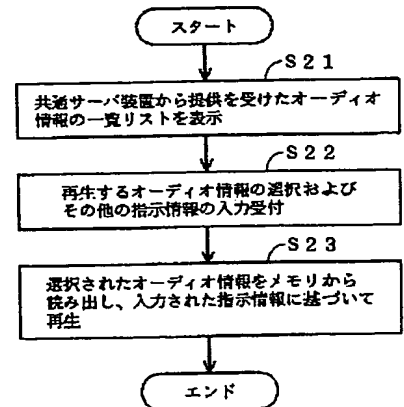 スタート
S21
共通サーバ装置から提供を受けたオーディオ
情報の一覧リストを表示
S22
再生するオーディオ情報の選択および
その他の指示情報の入力受付
S23
選択されたオーディオ情報をメモリから
読み出し、入力された指示情報に基づいて
再生
エンド